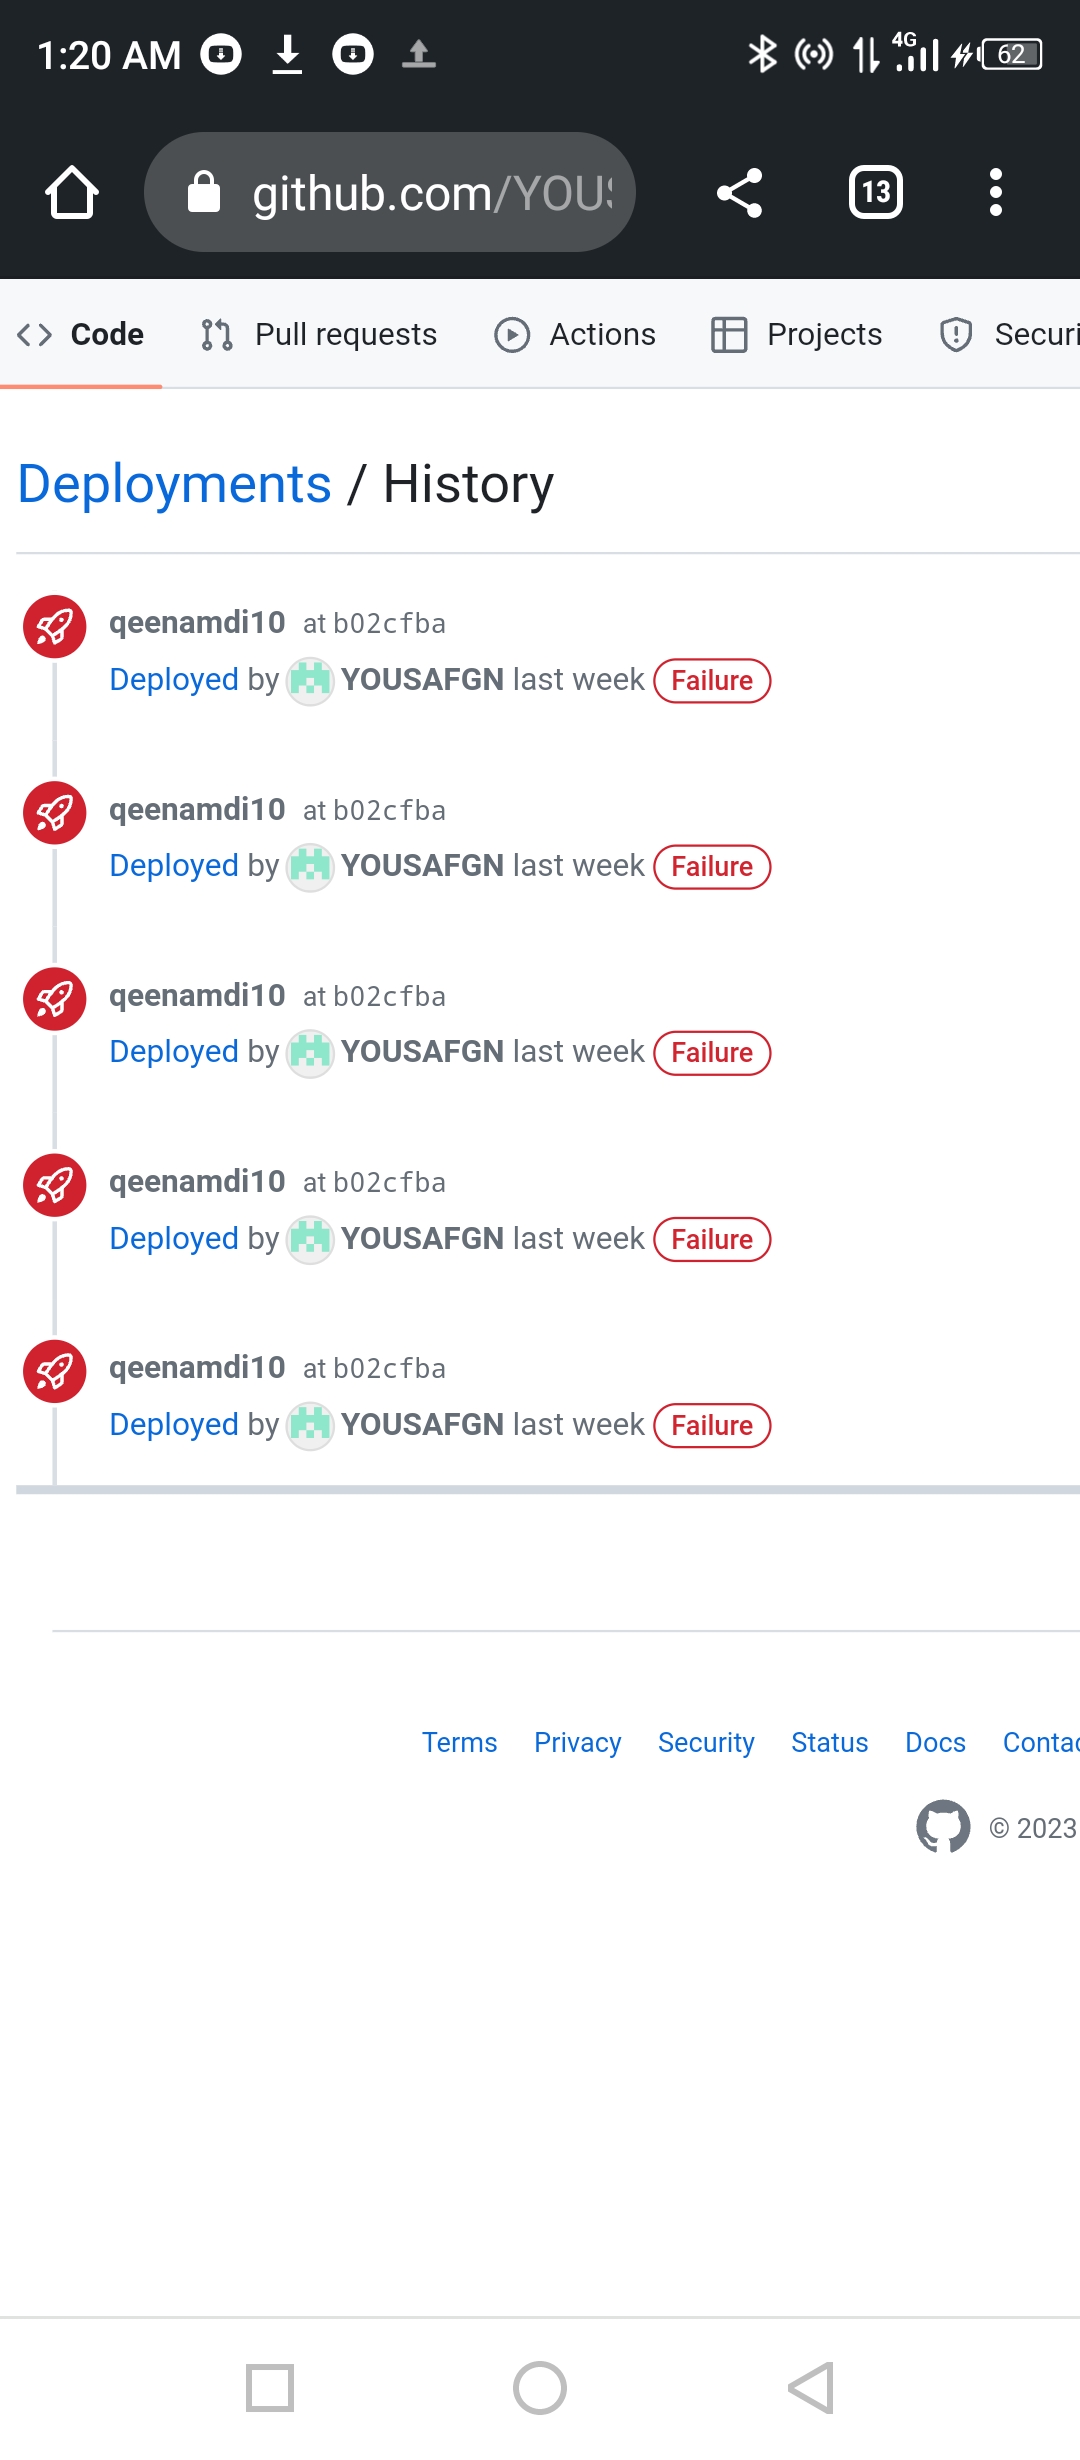 1:20 AM 4G 62
github.com/YOUS
13
Code Pull requests Actions Projects Securi
Deployments / History
qeenamdi10 at b02cfba
Deployed by YOUSAFGN last week Failure
qeenamdi10 at b02cfba
Deployed by YOUSAFGN last week Failure
qeenamdi10 at b02cfba
Deployed by YOUSAFGN last week Failure
qeenamdi10 at b02cfba
Deployed by YOUSAFGN last week Failure
qeenamdi10 at b02cfba
Deployed by YOUSAFGN last week Failure
Terms Privacy Security Status Docs Contac
© 2023